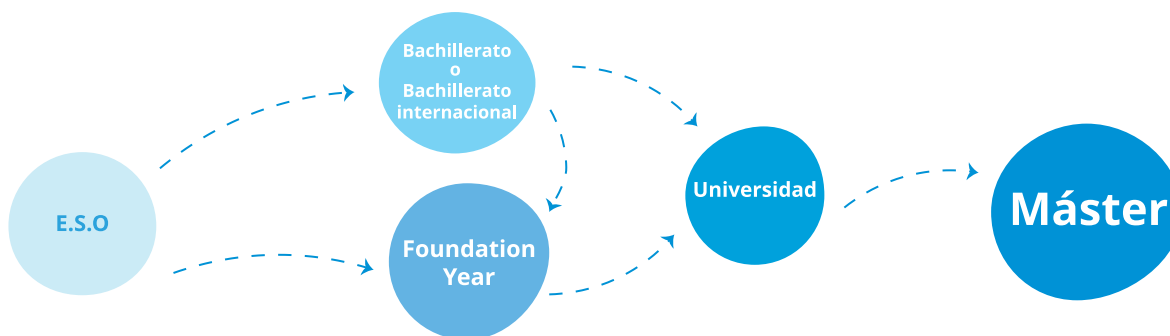 E.S.O
Bachillerato
o
Bachillerato
internacional
Foundation
Year
Universidad
Máster